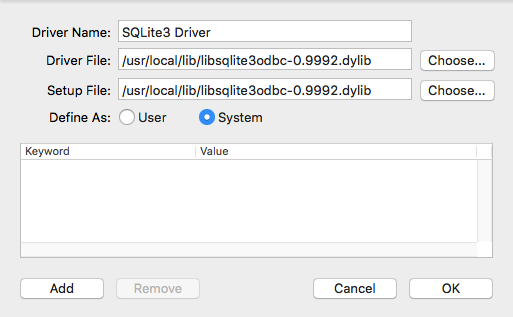 Driver Name: SQLite3 Driver
Driver File: /usr/local/lib/libsqlite3odbc-0.9992.dylib Choose...
Setup File: /usr/local/lib/libsqlite3odbc-0.9992.dylib Choose...
Define As: User System
Keyword Value
Add Remove Cancel OK